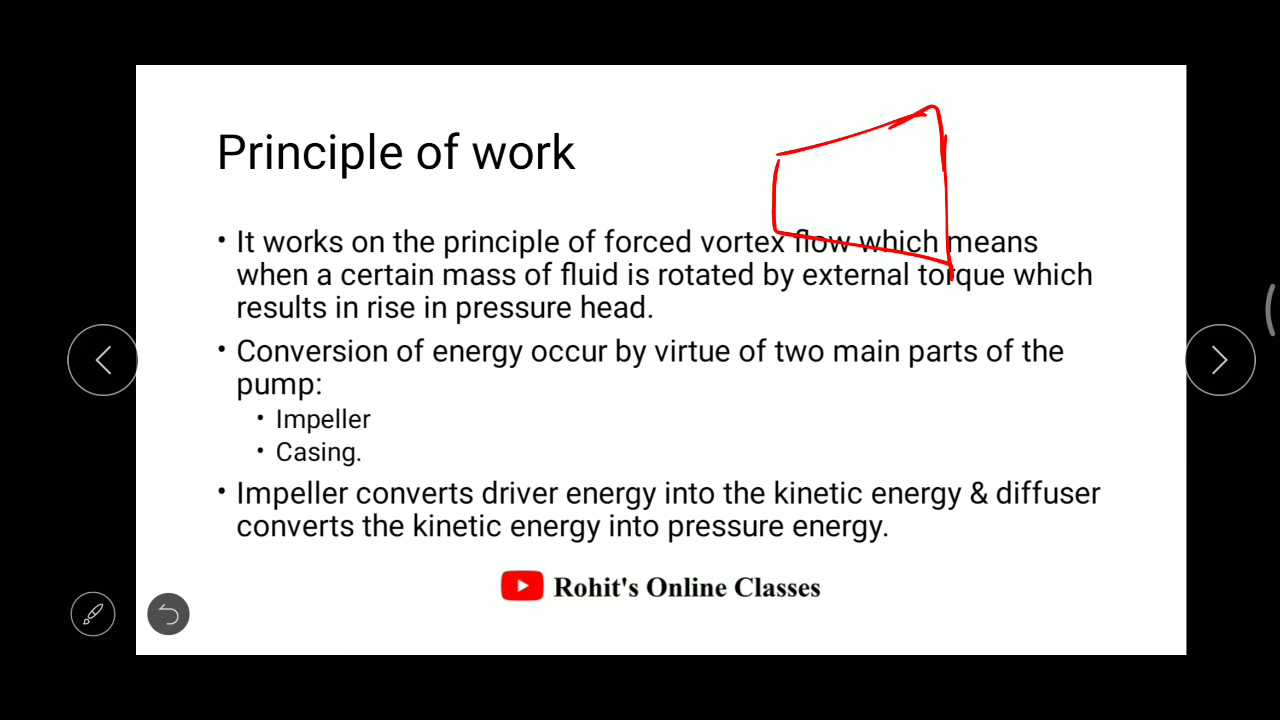 Principle of work
• It works on the principle of forced vortex flow which means
when a certain mass of fluid is rotated by external torque which
results in rise in pressure head.
• Conversion of energy occur by virtue of two main parts of the
pump:
• Impeller
• Casing.
• Impeller converts driver energy into the kinetic energy & diffuser
converts the kinetic energy into pressure energy.
Rohit's Online Classes